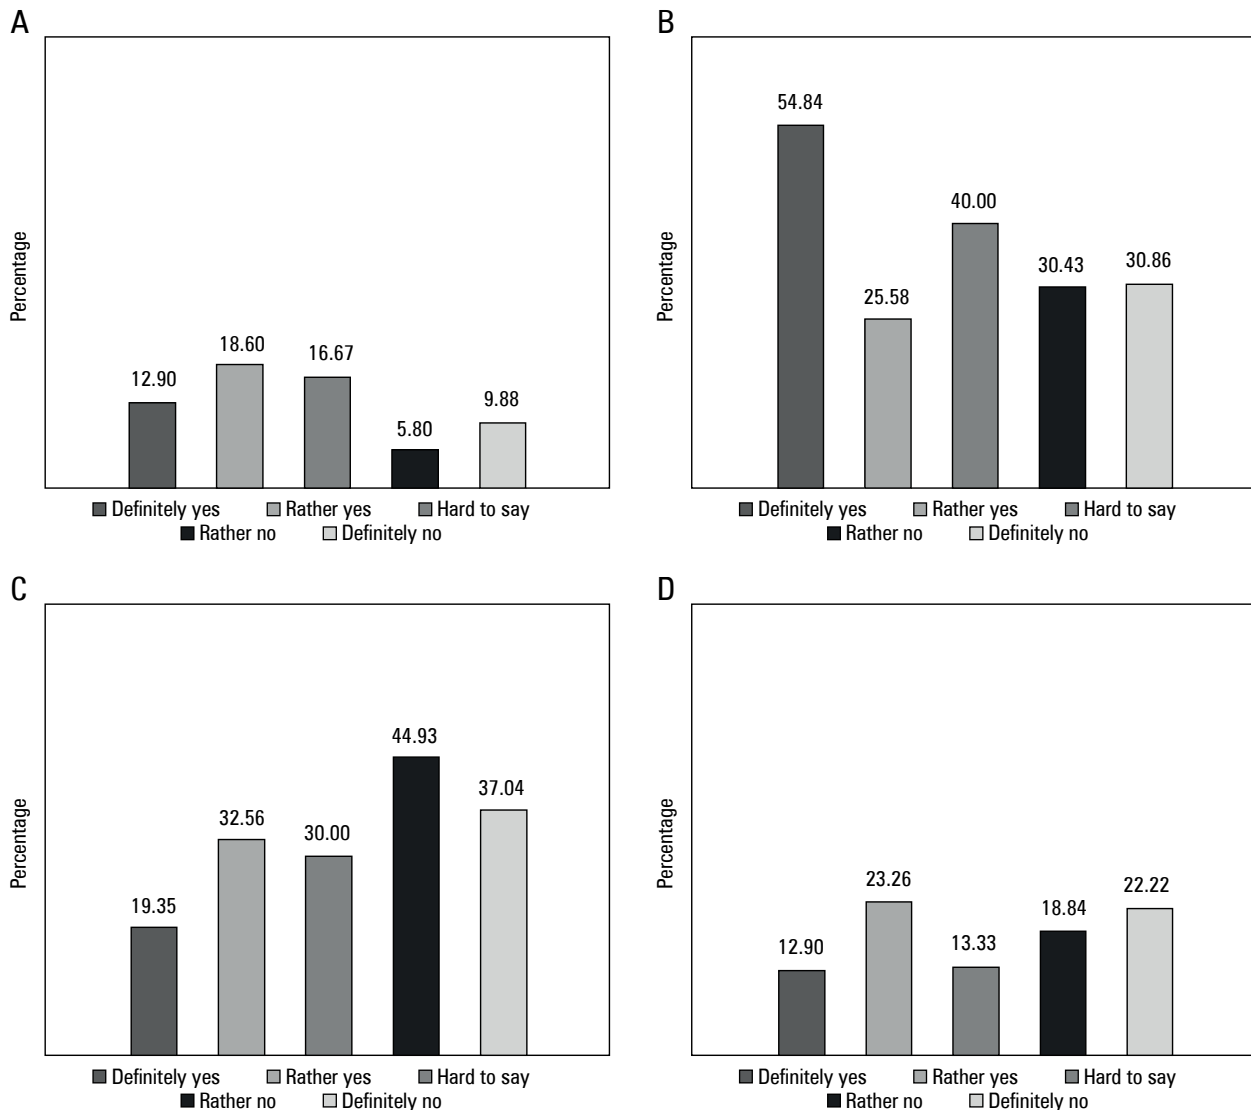 A
Percentage
12.90
18.60
16.67
5.80
9.88
Definitely yes Rather yes Hard to say
Rather no Definitely no
B
Percentage
54.84
25.58
40.00
30.43
30.86
Definitely yes Rather yes Hard to say
Rather no Definitely no
C
Percentage
19.35
32.56
30.00
44.93
37.04
Definitely yes Rather yes Hard to say
Rather no Definitely no
D
Percentage
12.90
23.26
13.33
18.84
22.22
Definitely yes Rather yes Hard to say
Rather no Definitely no